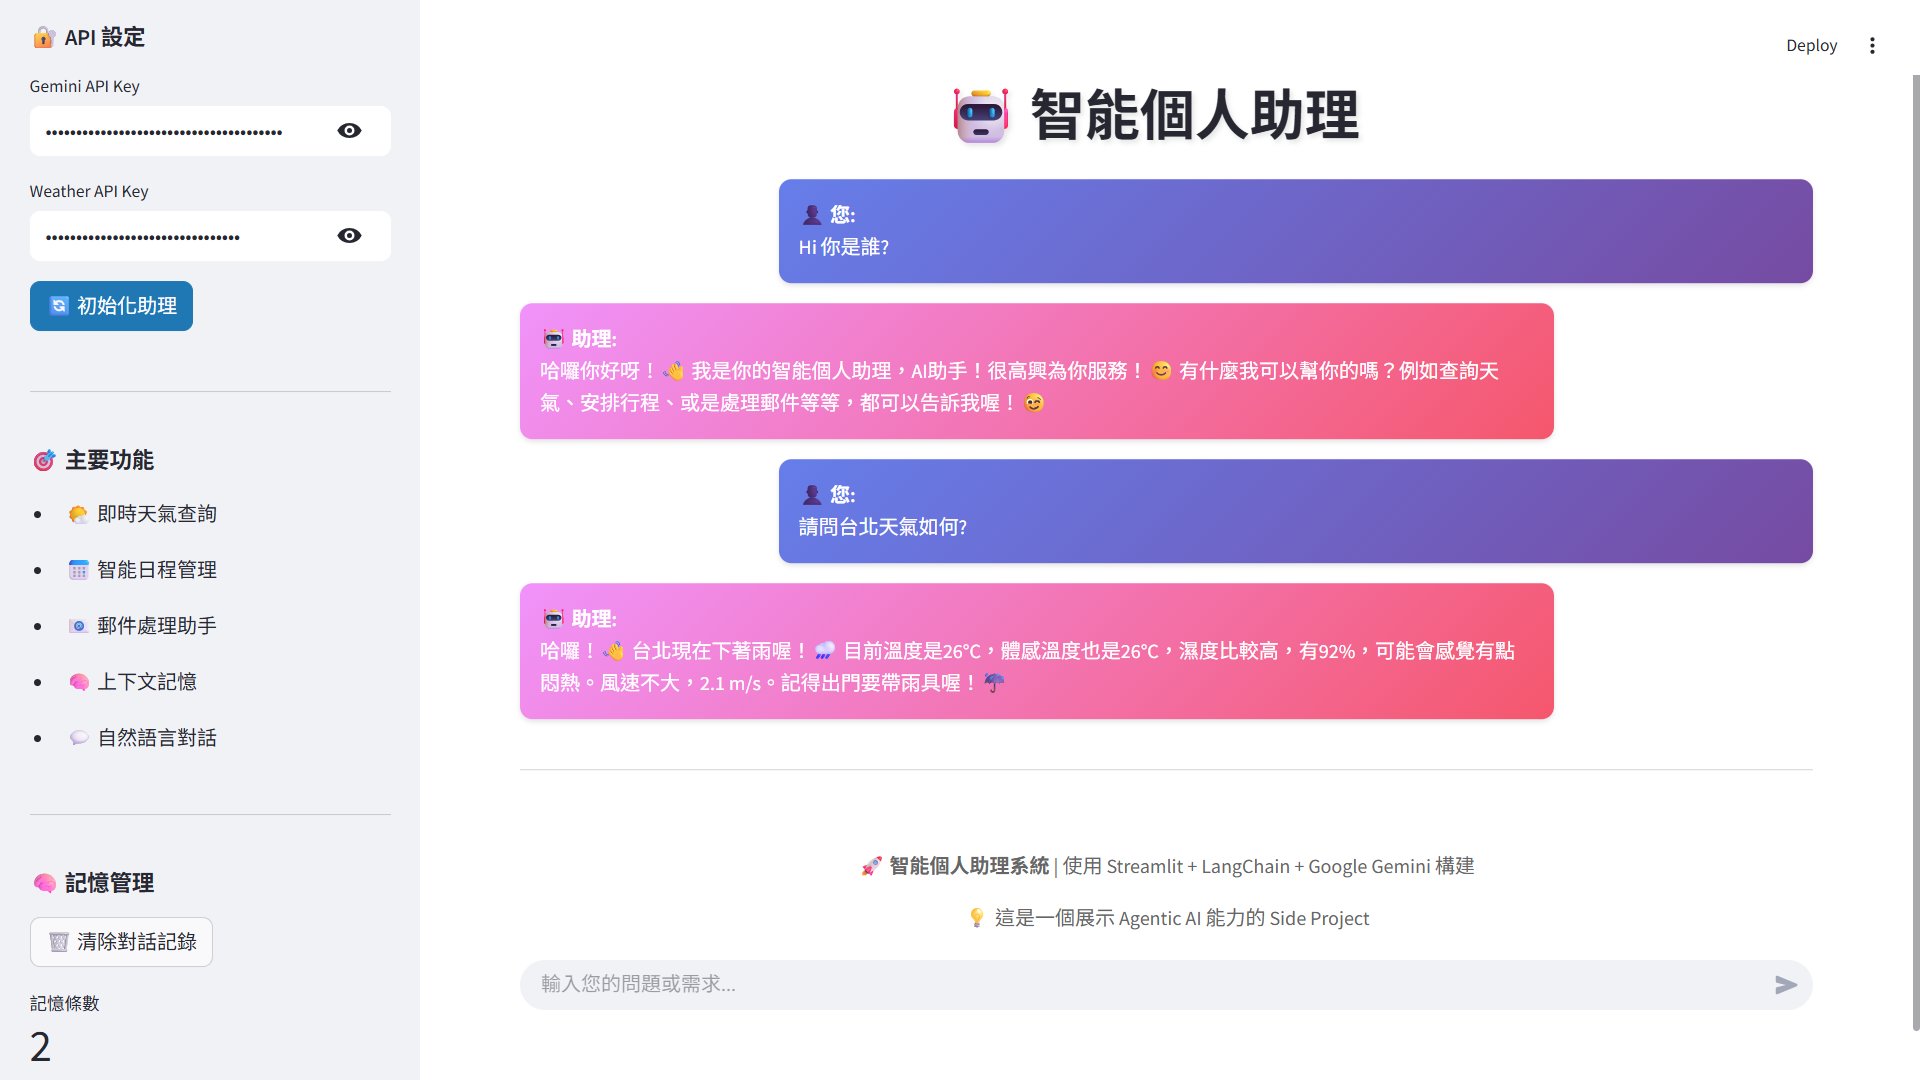 API 設定
Gemini API Key
Weather API Key
初始化助理
主要功能
即時天氣查詢
智能日程管理
郵件處理助手
上下文記憶
自然語言對話
記憶管理
清除對話記錄
記憶條數
2
Deploy
智能個人助理
您:
Hi 你是誰?
助理:
哈囉你好呀！👋 我是你的智能個人助理，AI助手！很高興為你服務！😊 有什麼我可以幫你的嗎？例如查詢天
氣、安排行程、或是處理郵件等等，都可以告訴我喔！😉
您:
請問台北天氣如何?
助理:
哈囉！👋 台北現在下著雨喔！🌧️ 目前溫度是26°C，體感溫度也是26°C，濕度比較高，有92%，可能會感覺有點
悶熱。風速不大，2.1 m/s。記得出門要帶雨具喔！☂️
🚀 智能個人助理系統 | 使用 Streamlit + LangChain + Google Gemini 構建
💡 這是一個展示 Agentic AI 能力的 Side Project
輸入您的問題或需求...